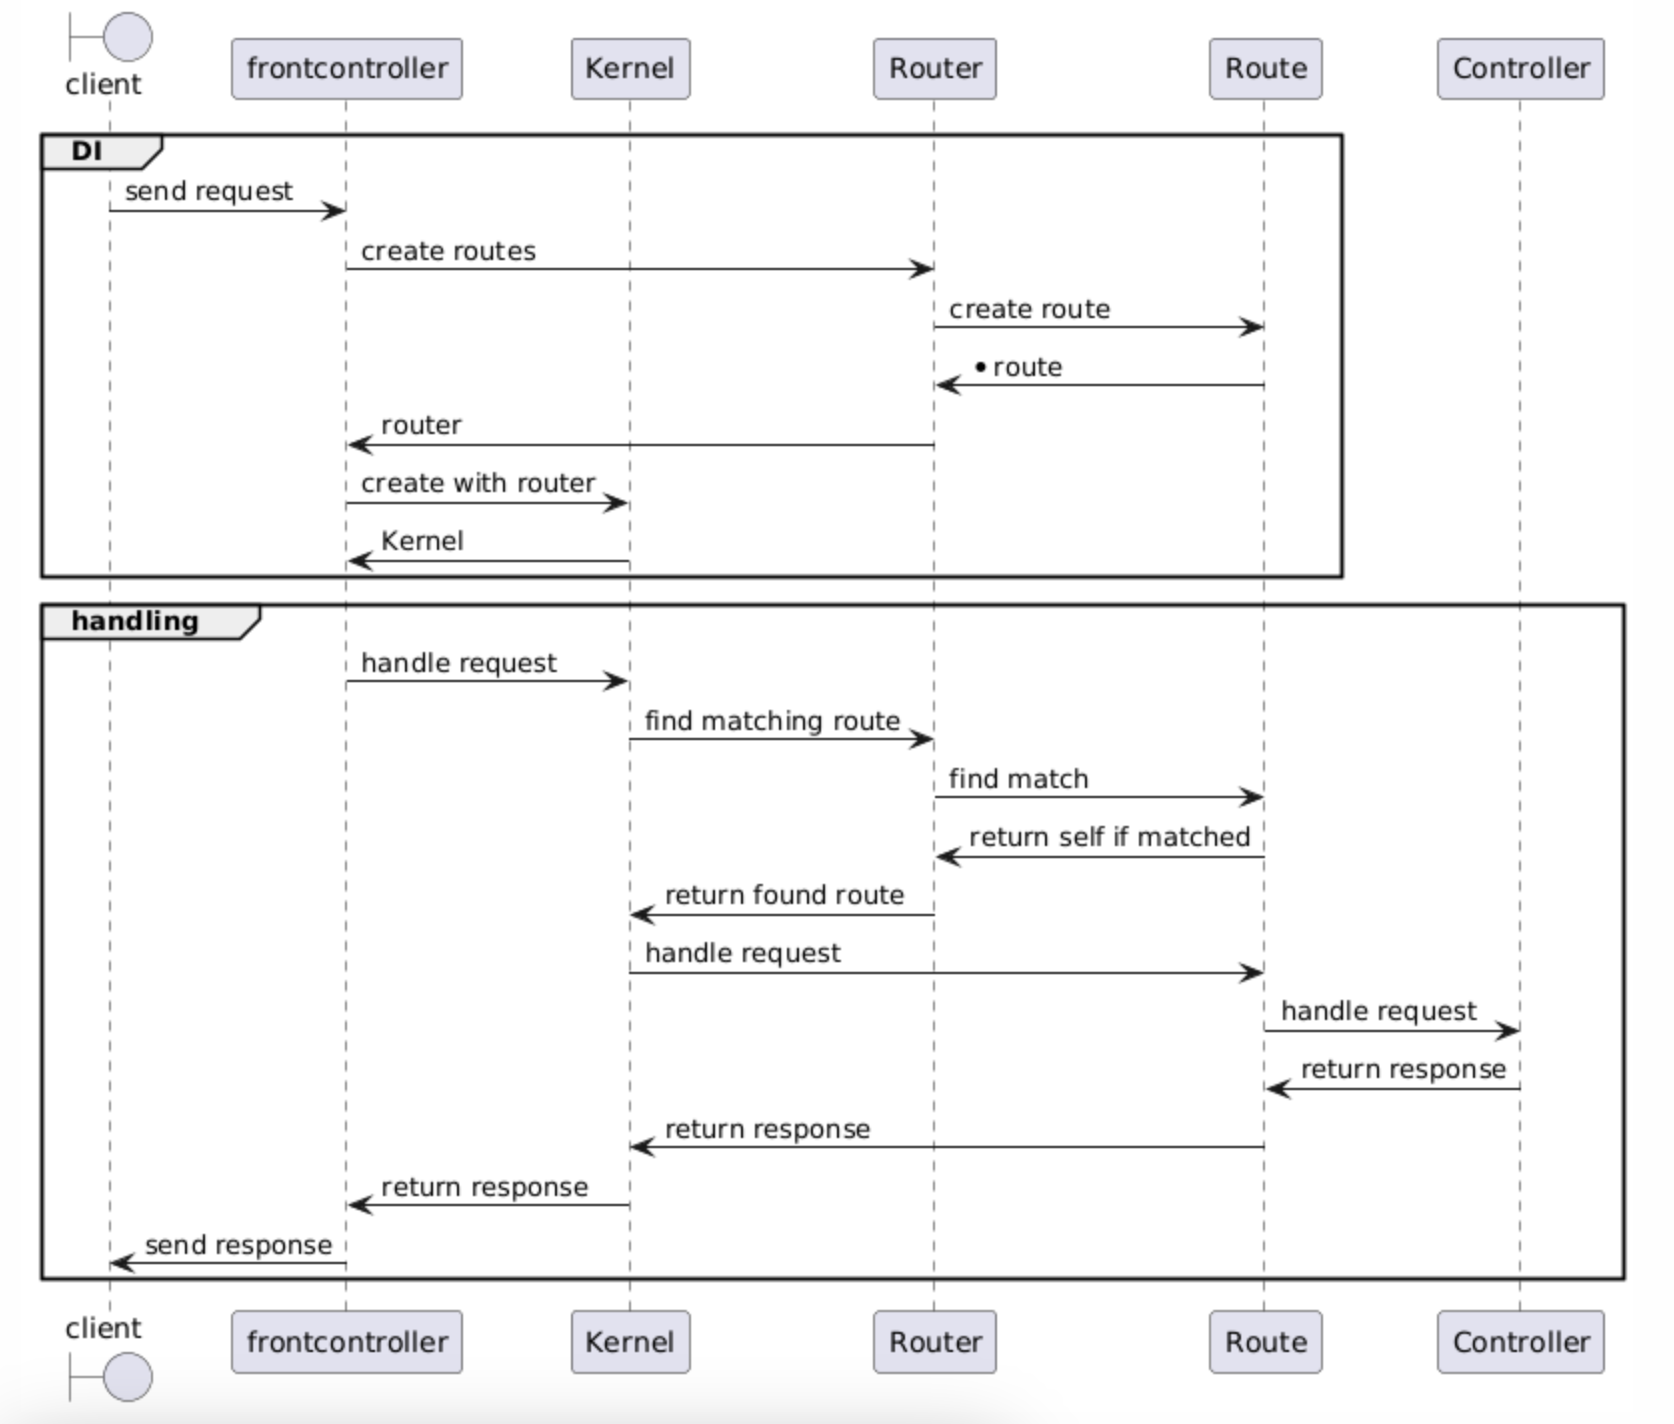 client
frontcontroller
Kernel
Router
Route
Controller
DI
send request
create routes
create route
• route
router
create with router
Kernel
handling
handle request
find matching route
find match
return self if matched
return found route
handle request
handle request
return response
return response
return response
send response
client
frontcontroller
Kernel
Router
Route
Controller